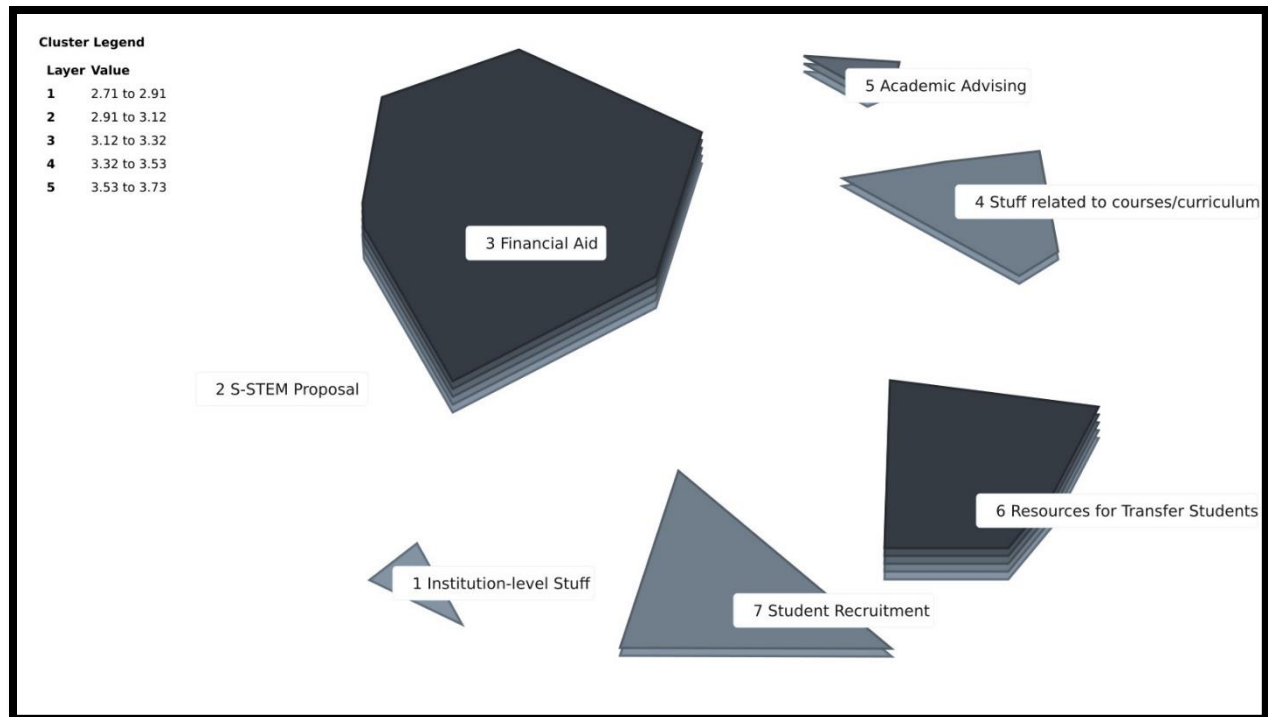 Cluster Legend
Layer Value
1 2.71 to 2.91
2 2.91 to 3.12
3 3.12 to 3.32
4 3.32 to 3.53
5 3.53 to 3.73
5 Academic Advising
4 Stuff related to courses/curriculum
3 Financial Aid
2 S-STEM Proposal
6 Resources for Transfer Students
1 Institution-level Stuff
7 Student Recruitment